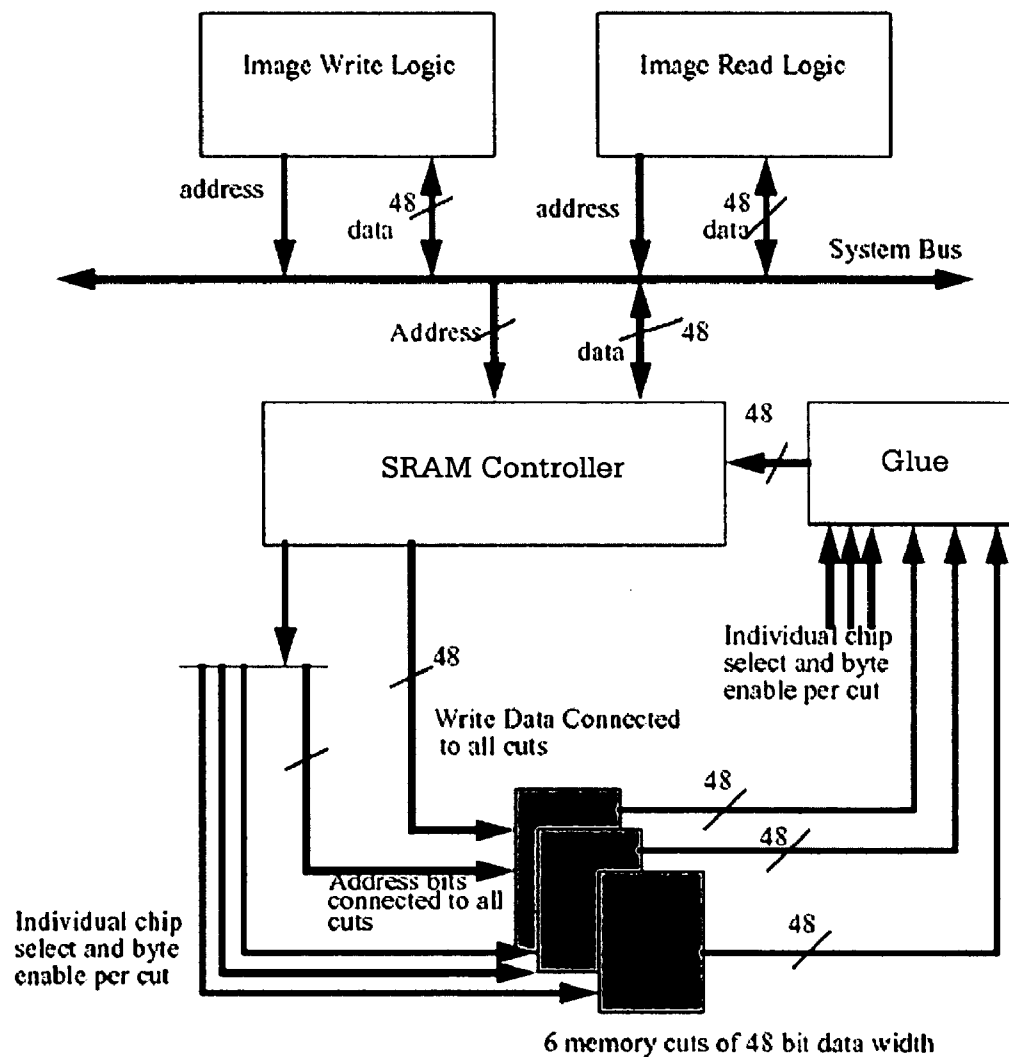 Image Write Logic
Image Read Logic
address
48
data
address
48
data
System Bus
Address
data
48
48
SRAM Controller
Glue
48
Individual chip
select and byte
enable per cut
Write Data Connected
to all cuts
48
48
Address bits
connected to all
cuts
Individual chip
select and byte
enable per cut
48
6 memory cuts of 48 bit data width